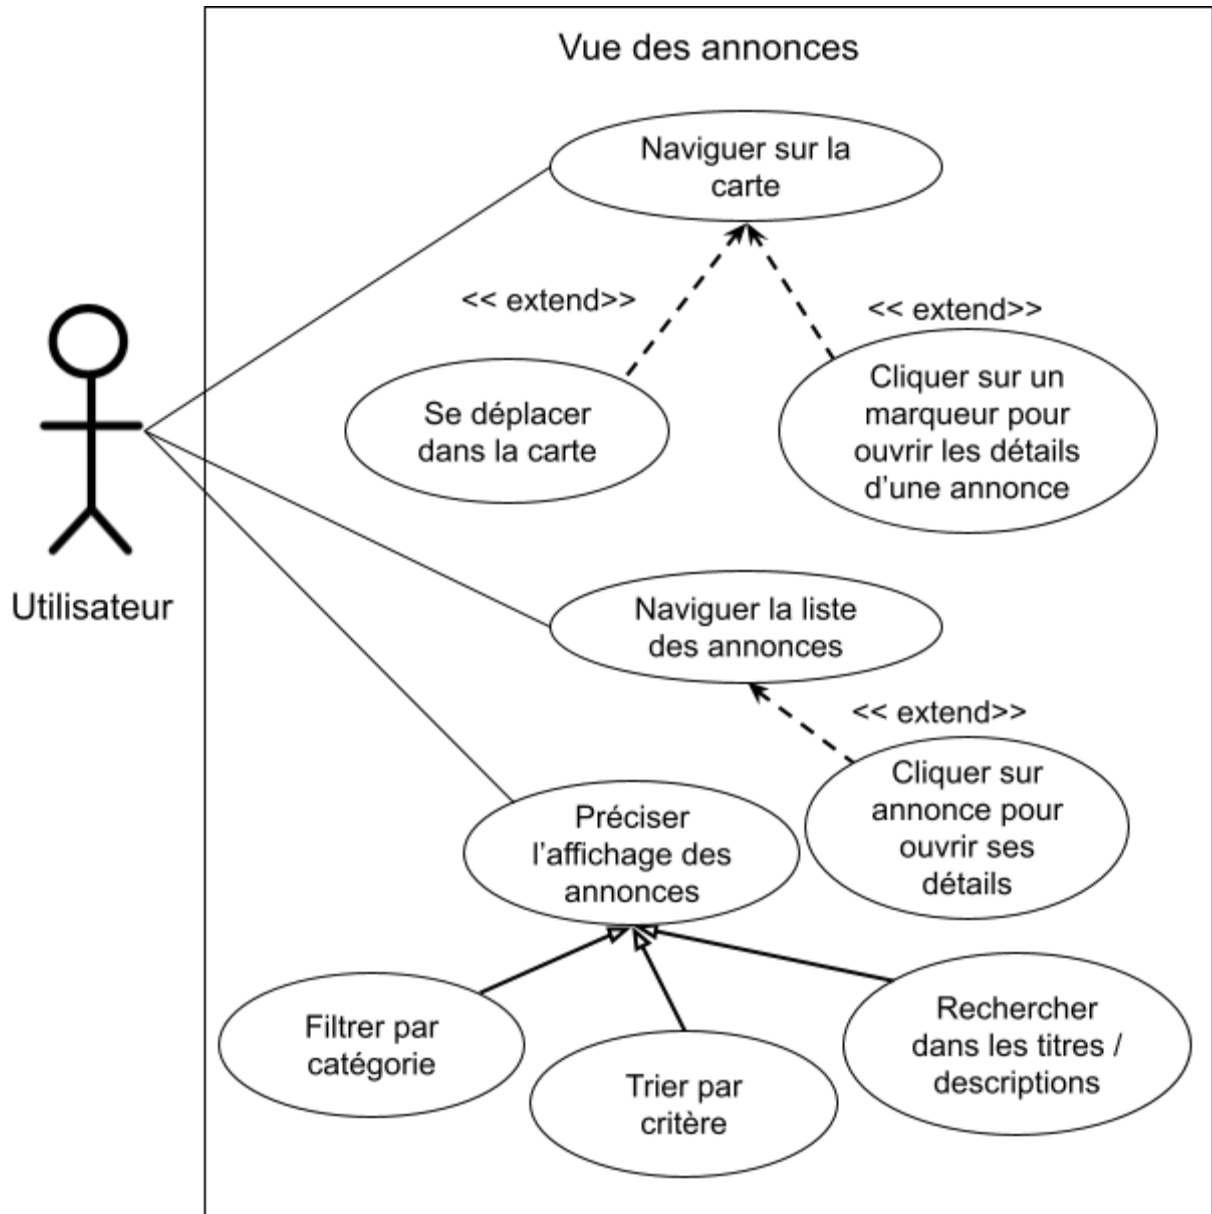 Vue des annonces
Naviguer sur la
carte
<< extend>>
<< extend>>
Se déplacer
dans la carte
Cliquer sur un
marqueur pour
ouvrir les détails
d’une annonce
Utilisateur
Naviguer la liste
des annonces
<< extend>>
Cliquer sur
annonce pour
ouvrir ses
détails
Préciser
l’affichage des
annonces
Filtrer par
catégorie
Trier par
critère
Rechercher
dans les titres /
descriptions